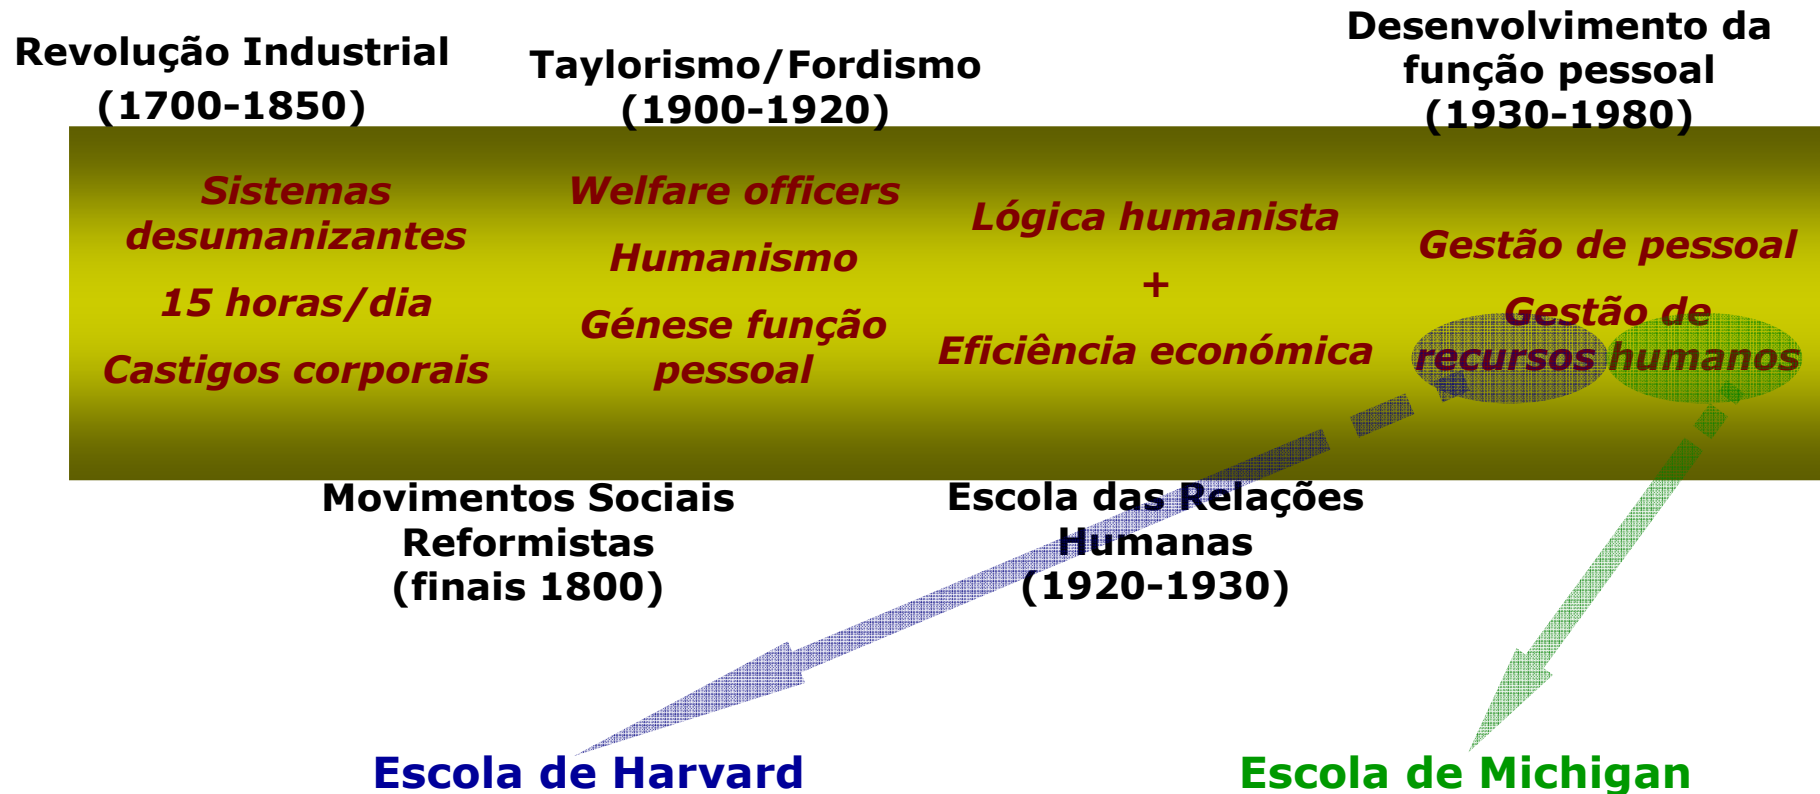 Revolução Industrial
(1700-1850)
Taylorismo/Fordismo
(1900-1920)
Desenvolvimento da
função pessoal
(1930-1980)
Sistemas
desumanizantes
15 horas/dia
Castigos corporais
Welfare officers
Humanismo
Génese função
pessoal
Lógica humanista
+
Eficiência económica
Gestão de pessoal
Gestão de
recursos humanos
Movimentos Sociais
Reformistas
(finais 1800)
Escola das Relações
Humanas
(1920-1930)
Escola de Harvard
Escola de Michigan